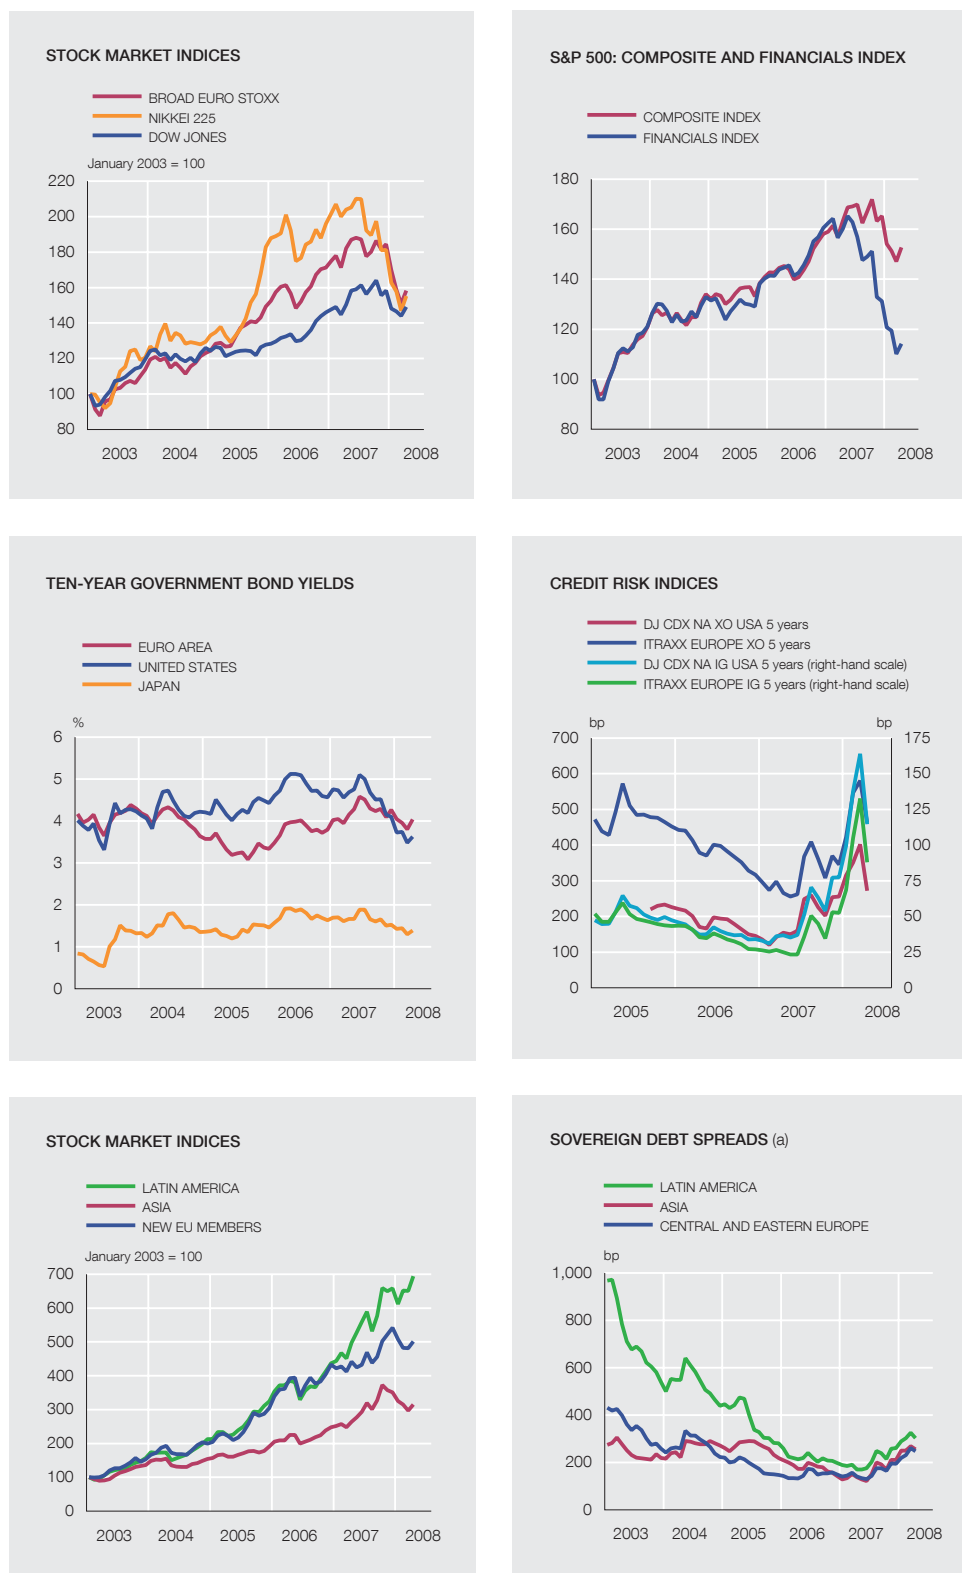 STOCK MARKET INDICES
BROAD EURO STOXX
NIKKEI 225
DOW JONES
January 2003 = 100
220
200
180
160
140
120
100
80
2003 2004 2005 2006 2007 2008
S&P 500: COMPOSITE AND FINANCIALS INDEX
COMPOSITE INDEX
FINANCIALS INDEX
180
160
140
120
100
80
2003 2004 2005 2006 2007 2008
TEN-YEAR GOVERNMENT BOND YIELDS
EURO AREA
UNITED STATES
JAPAN
%
6
5
4
3
2
1
0
2003 2004 2005 2006 2007 2008
CREDIT RISK INDICES
DJ CDX NA XO USA 5 years
ITRAXX EUROPE XO 5 years
DJ CDX NA IG USA 5 years (right-hand scale)
ITRAXX EUROPE IG 5 years (right-hand scale)
bp bp
700 175
600 150
500 125
400 100
300 75
200 50
100 25
0 0
2005 2006 2007 2008
STOCK MARKET INDICES
LATIN AMERICA
ASIA
NEW EU MEMBERS
January 2003 = 100
700
600
500
400
300
200
100
0
2003 2004 2005 2006 2007 2008
SOVEREIGN DEBT SPREADS (a)
LATIN AMERICA
ASIA
CENTRAL AND EASTERN EUROPE
bp
1,000
800
600
400
200
0
2003 2004 2005 2006 2007 2008